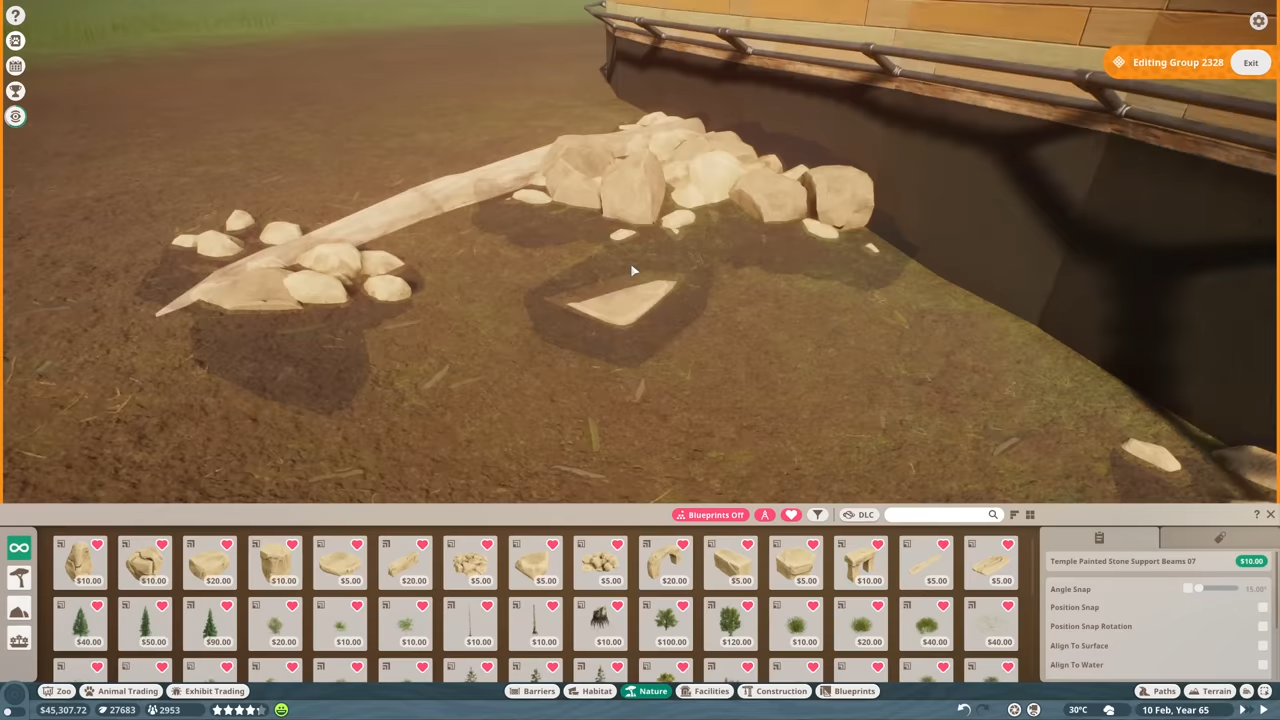 ?
Editing Group 2328 Exit
Blueprints Off DLC ? ×
Temple Painted Stone Support Beams 07 $10.00
$10.00 $10.00 $20.00 $10.00 $5.00 $5.00 $5.00 $5.00 $5.00 $20.00 $5.00 $5.00 $10.00 $5.00 $5.00
Angle Snap 15.00°
Position Snap
Position Snap Rotation
$40.00 $50.00 $90.00 $20.00 $10.00 $10.00 $10.00 $10.00 $10.00 $100.00 $120.00 $10.00 $20.00 $40.00 $40.00
Align To Surface
Align To Water
Zoo Animal Trading Exhibit Trading Barriers Habitat Nature Facilities Construction Blueprints Paths Terrain
$45,307.72 27683 2953 30°C 10 Feb, Year 65